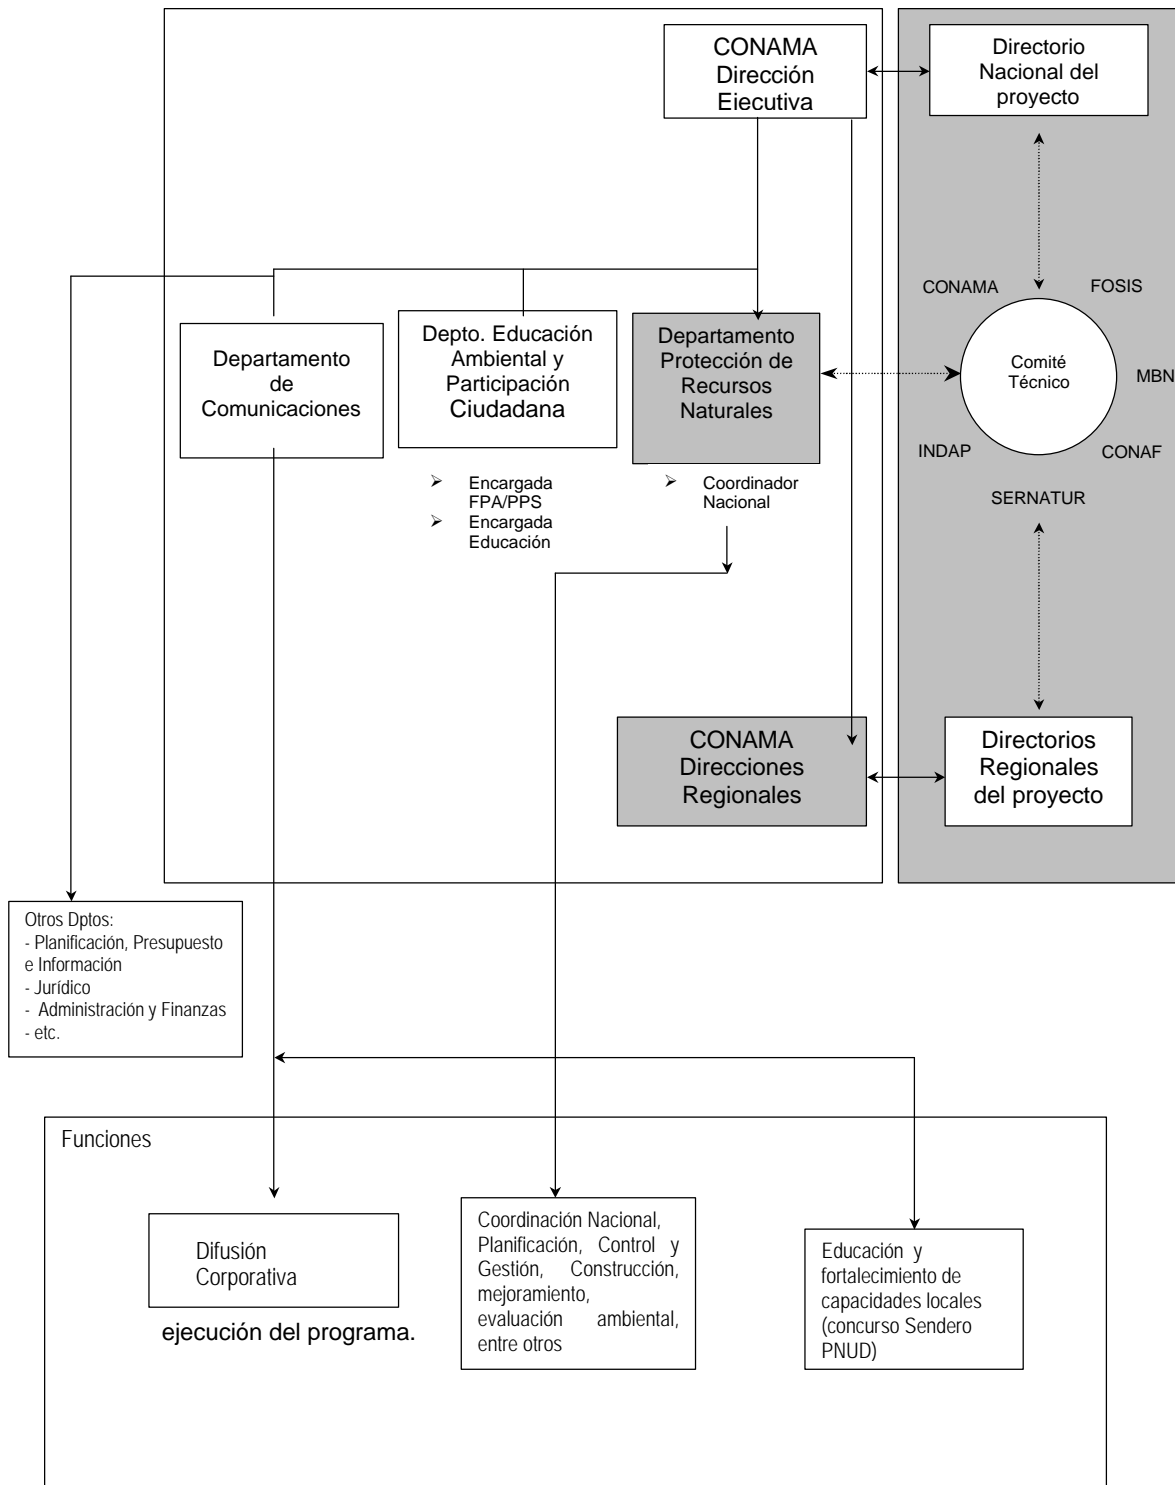 CONAMA
Dirección
Ejecutiva
Directorio
Nacional del
proyecto
CONAMA
FOSIS
Comité
Técnico
MBN
INDAP
CONAF
SERNATUR
Departamento
de
Comunicaciones
Depto. Educación
Ambiental y
Participación
Ciudadana
Departamento
Protección de
Recursos
Naturales
➢ Encargada
FPA/PPS
➢ Encargada
Educación
➢ Coordinador
Nacional
CONAMA
Direcciones
Regionales
Directorios
Regionales
del proyecto
Otros Dptos:
- Planificación, Presupuesto
e Información
- Jurídico
- Administración y Finanzas
- etc.
Funciones
Difusión
Corporativa
ejecución del programa.
Coordinación Nacional,
Planificación, Control y
Gestión, Construcción,
mejoramiento,
evaluación ambiental,
entre otros
Educación y
fortalecimiento de
capacidades locales
(concurso Sendero
PNUD)